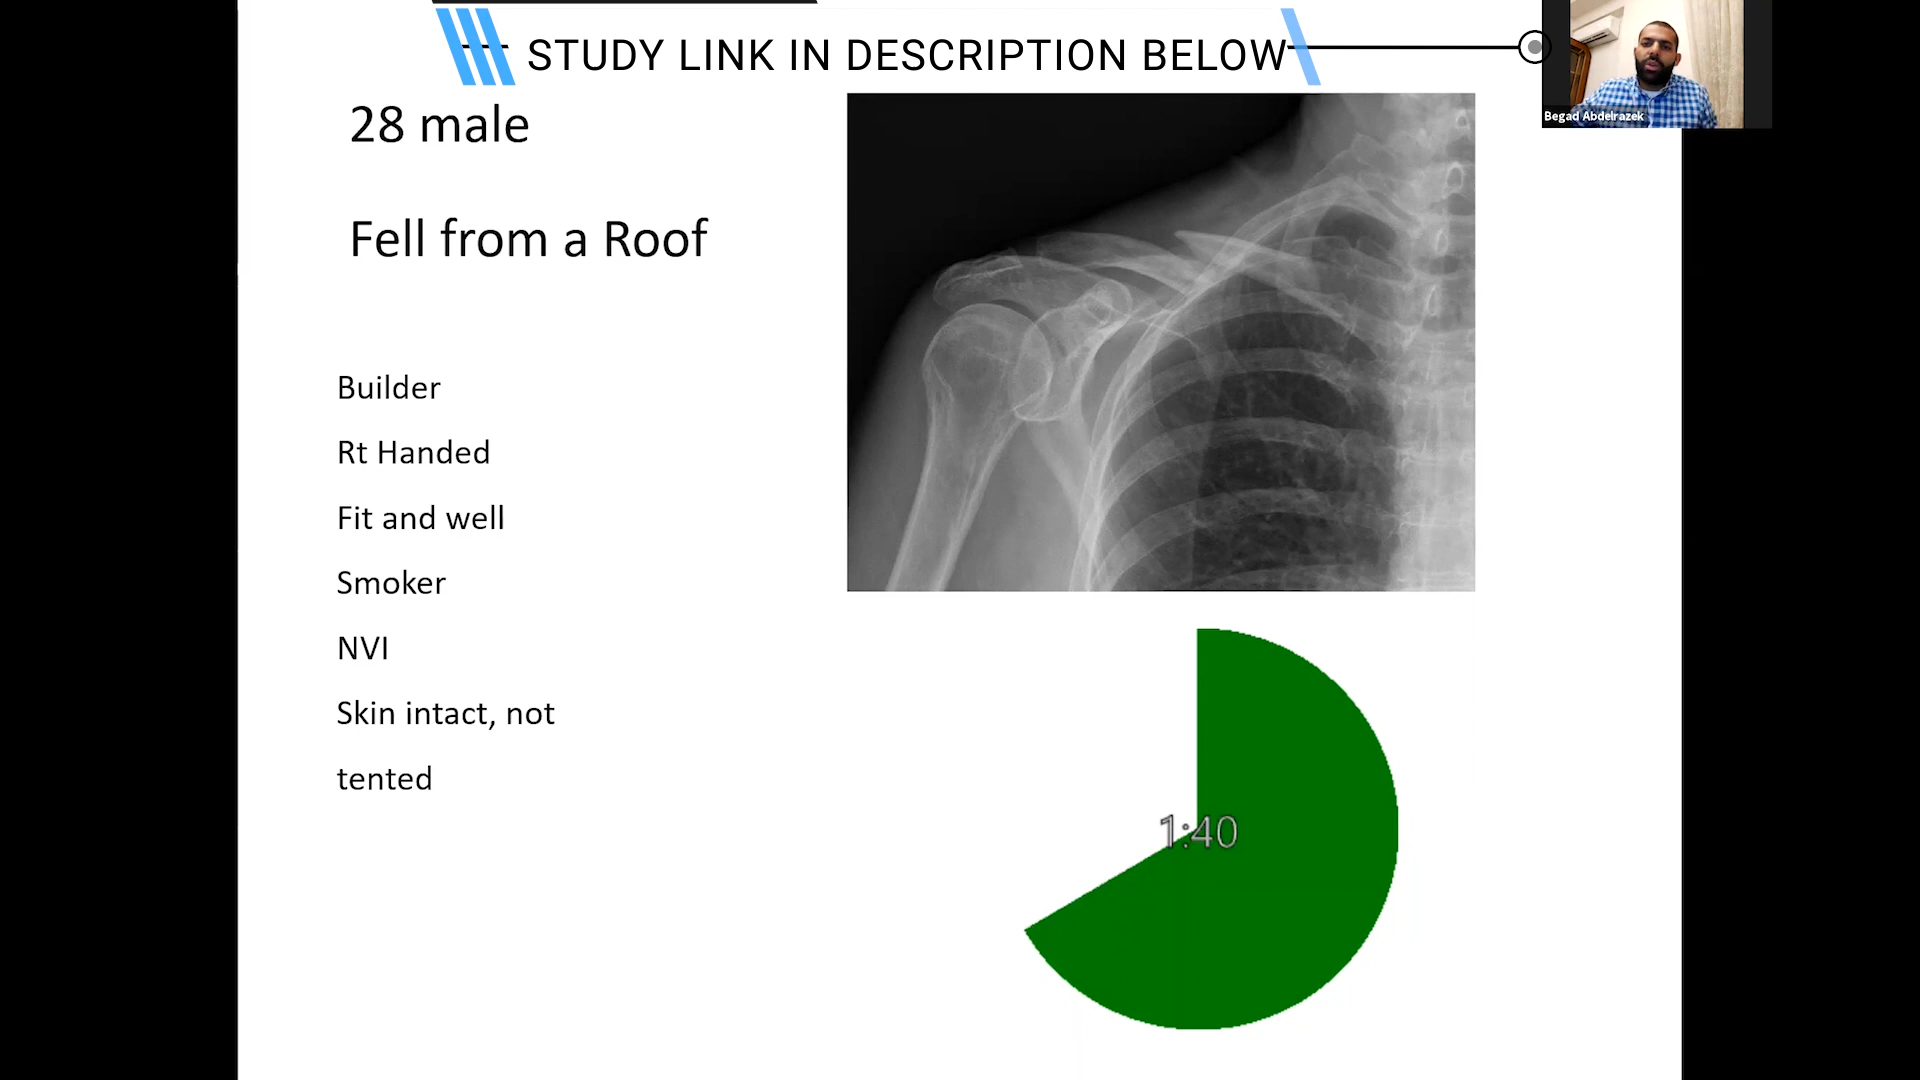 STUDY LINK IN DESCRIPTION BELOW
Begad Abdelrazek
28 male
Fell from a Roof
Builder
Rt Handed
Fit and well
Smoker
NVI
Skin intact, not
tented
1:40